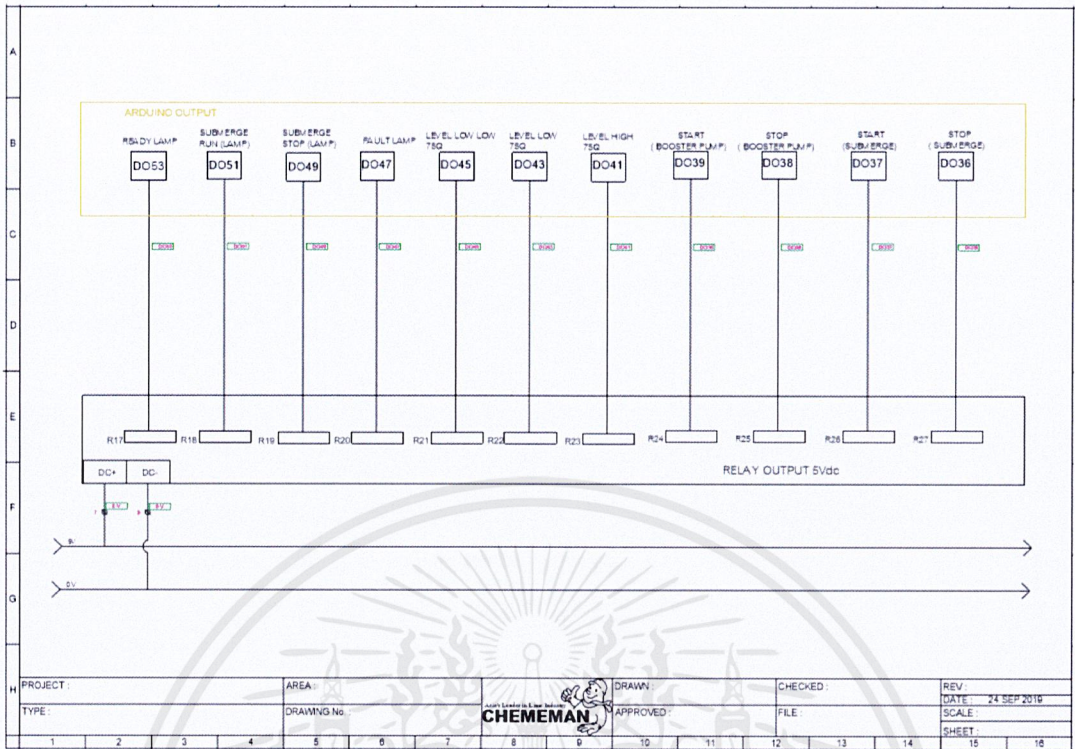 A
B
C
D
E
F
G
H
ARDUINO OUTPUT
READY LAMP
SUBMERGE
RUN (LAMP)
SUBMERGE
STOP (LAMP)
FAULT LAMP
LEVEL LOW LOW
75Q
LEVEL LOW
75Q
LEVEL HIGH
75Q
START
( BOOSTER PUMP)
STOP
( BOOSTER PUMP)
START
(SUBMERGE)
STOP
( SUBMERGE)
DO53
DO51
DO49
DO47
DO45
DO43
DO41
DO39
DO38
DO37
DO36
R17
R18
R19
R20
R21
R22
R23
R24
R25
R26
R27
RELAY OUTPUT 5Vdc
DC+
DC-
0V
PROJECT :
AREA :
DRAWN :
CHECKED :
REV :
DATE : 24 SEP 2019
TYPE :
DRAWING No.
CHEMEMAN
APPROVED :
FILE :
SCALE :
SHEET :
1 2 3 4 5 6 7 8 9 10 11 12 13 14 15 16